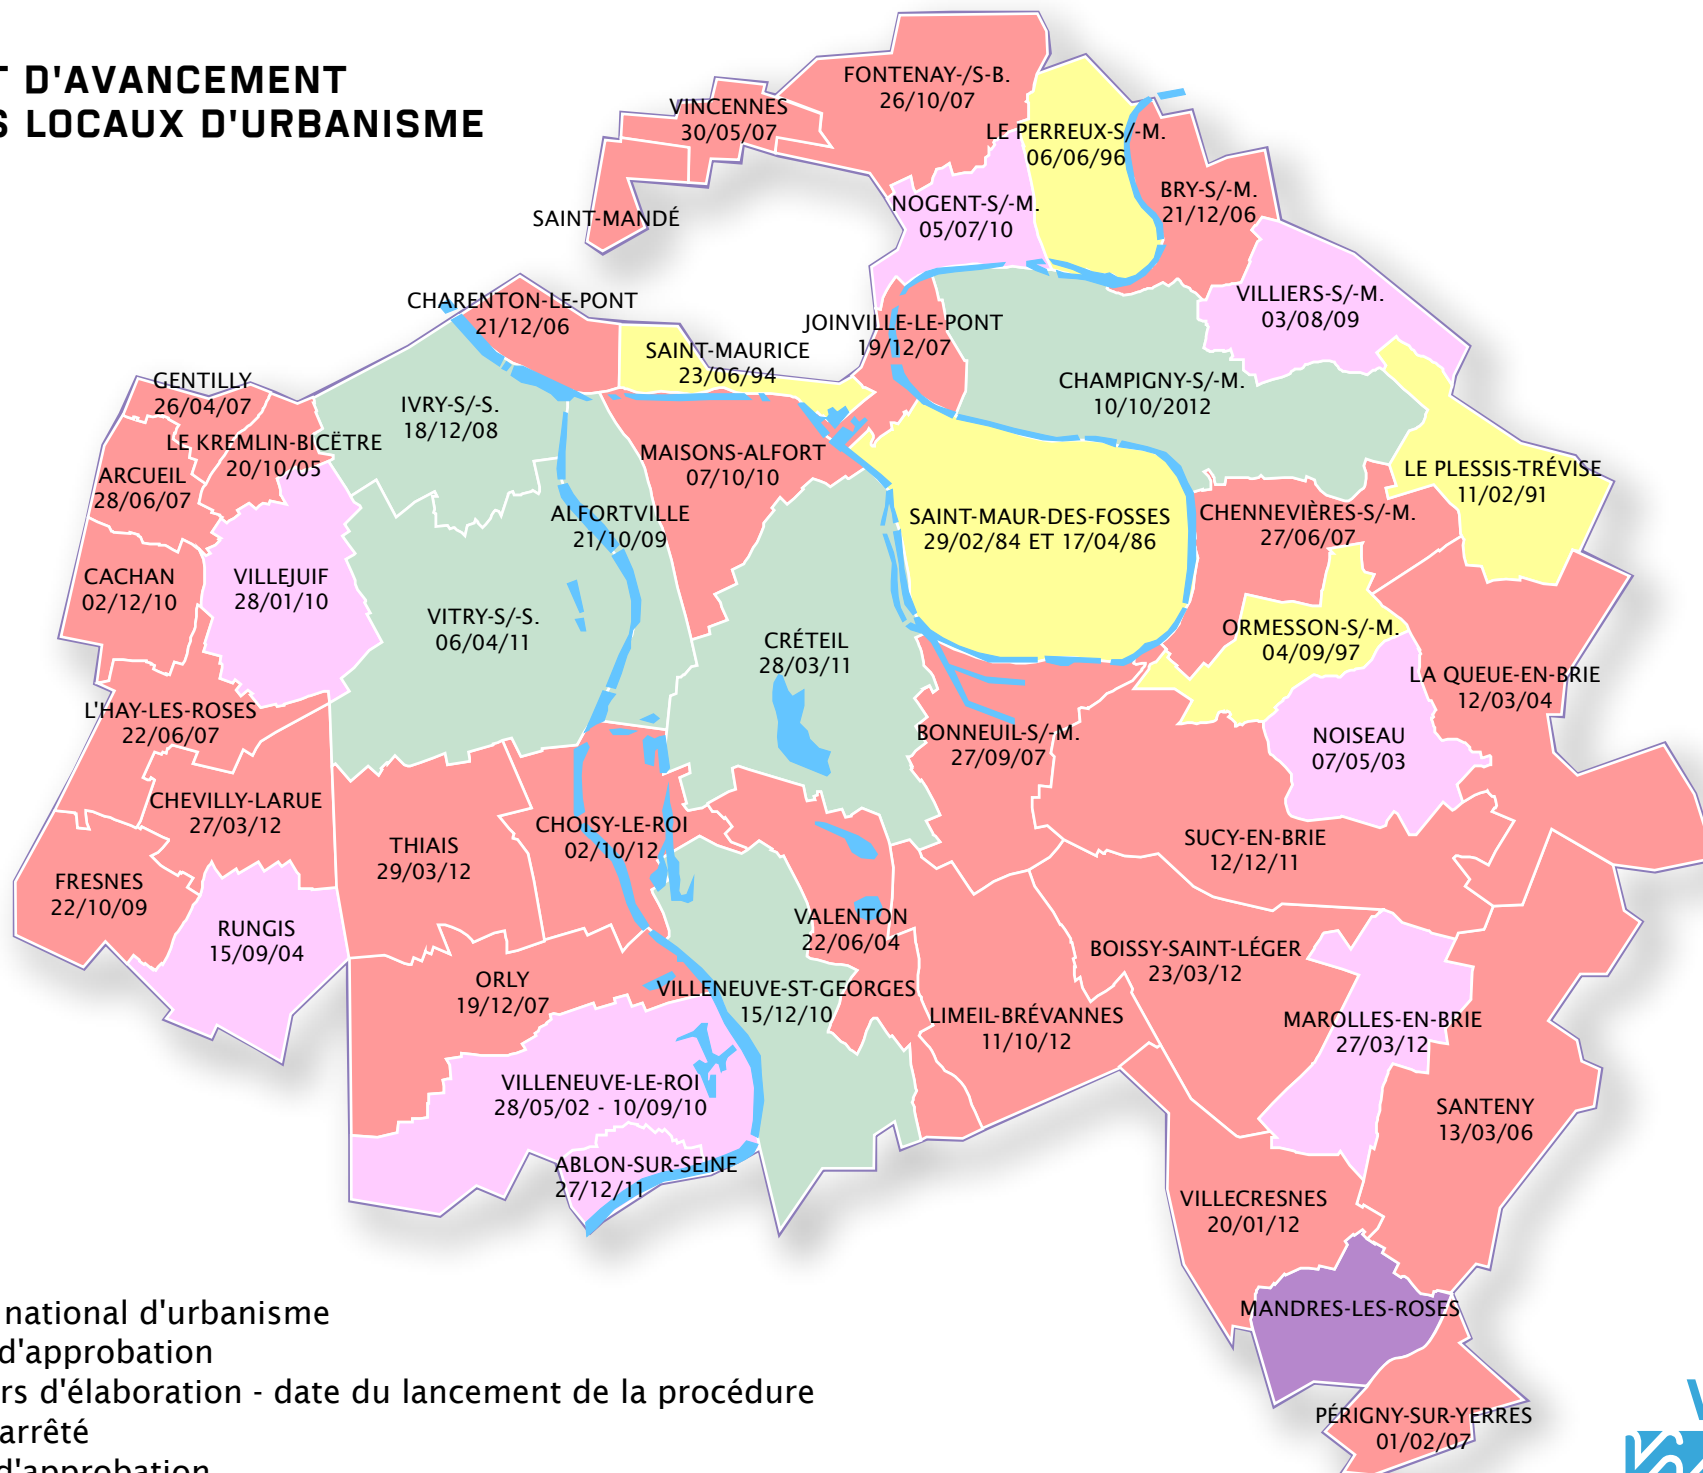 T D'AVANCEMENT
S LOCAUX D'URBANISME
FONTENAY-/S-B.
26/10/07
VINCENNES
30/05/07
LE PERREUX-S/-M.
06/06/96
SAINT-MANDÉ
NOGENT-S/-M.
05/07/10
BRY-S/-M.
21/12/06
VILLIERS-S/-M.
03/08/09
CHARENTON-LE-PONT
21/12/06
JOINVILLE-LE-PONT
19/12/07
SAINT-MAURICE
23/06/94
CHAMPIGNY-S/-M.
10/10/2012
GENTILLY
26/04/07
IVRY-S/-S.
18/12/08
LE KREMLIN-BICËTRE
20/10/05
MAISONS-ALFORT
07/10/10
ARCUEIL
28/06/07
LE PLESSIS-TRÉVISE
11/02/91
ALFORTVILLE
21/10/09
SAINT-MAUR-DES-FOSSES
29/02/84 ET 17/04/86
CHENNEVIÈRES-S/-M.
27/06/07
CACHAN
02/12/10
VILLEJUIF
28/01/10
VITRY-S/-S.
06/04/11
CRÉTEIL
28/03/11
ORMESSON-S/-M.
04/09/97
LA QUEUE-EN-BRIE
12/03/04
L'HAY-LES-ROSES
22/06/07
BONNEUIL-S/-M.
27/09/07
NOISEAU
07/05/03
CHEVILLY-LARUE
27/03/12
THIAIS
29/03/12
CHOISY-LE-ROI
02/10/12
SUCY-EN-BRIE
12/12/11
FRESNES
22/10/09
RUNGIS
15/09/04
VALENTON
22/06/04
BOISSY-SAINT-LÉGER
23/03/12
ORLY
19/12/07
VILLENEUVE-ST-GEORGES
15/12/10
LIMEIL-BRÉVANNES
11/10/12
MAROLLES-EN-BRIE
27/03/12
VILLENEUVE-LE-ROI
28/05/02 - 10/09/10
SANTENY
13/03/06
ABLON-SUR-SEINE
27/12/11
VILLECRESNES
20/01/12
MANDRES-LES-ROSES
PÉRIGNY-SUR-YERRES
01/02/07
national d'urbanisme
d'approbation
rs d'élaboration - date du lancement de la procédure
arrêté
d'approbation